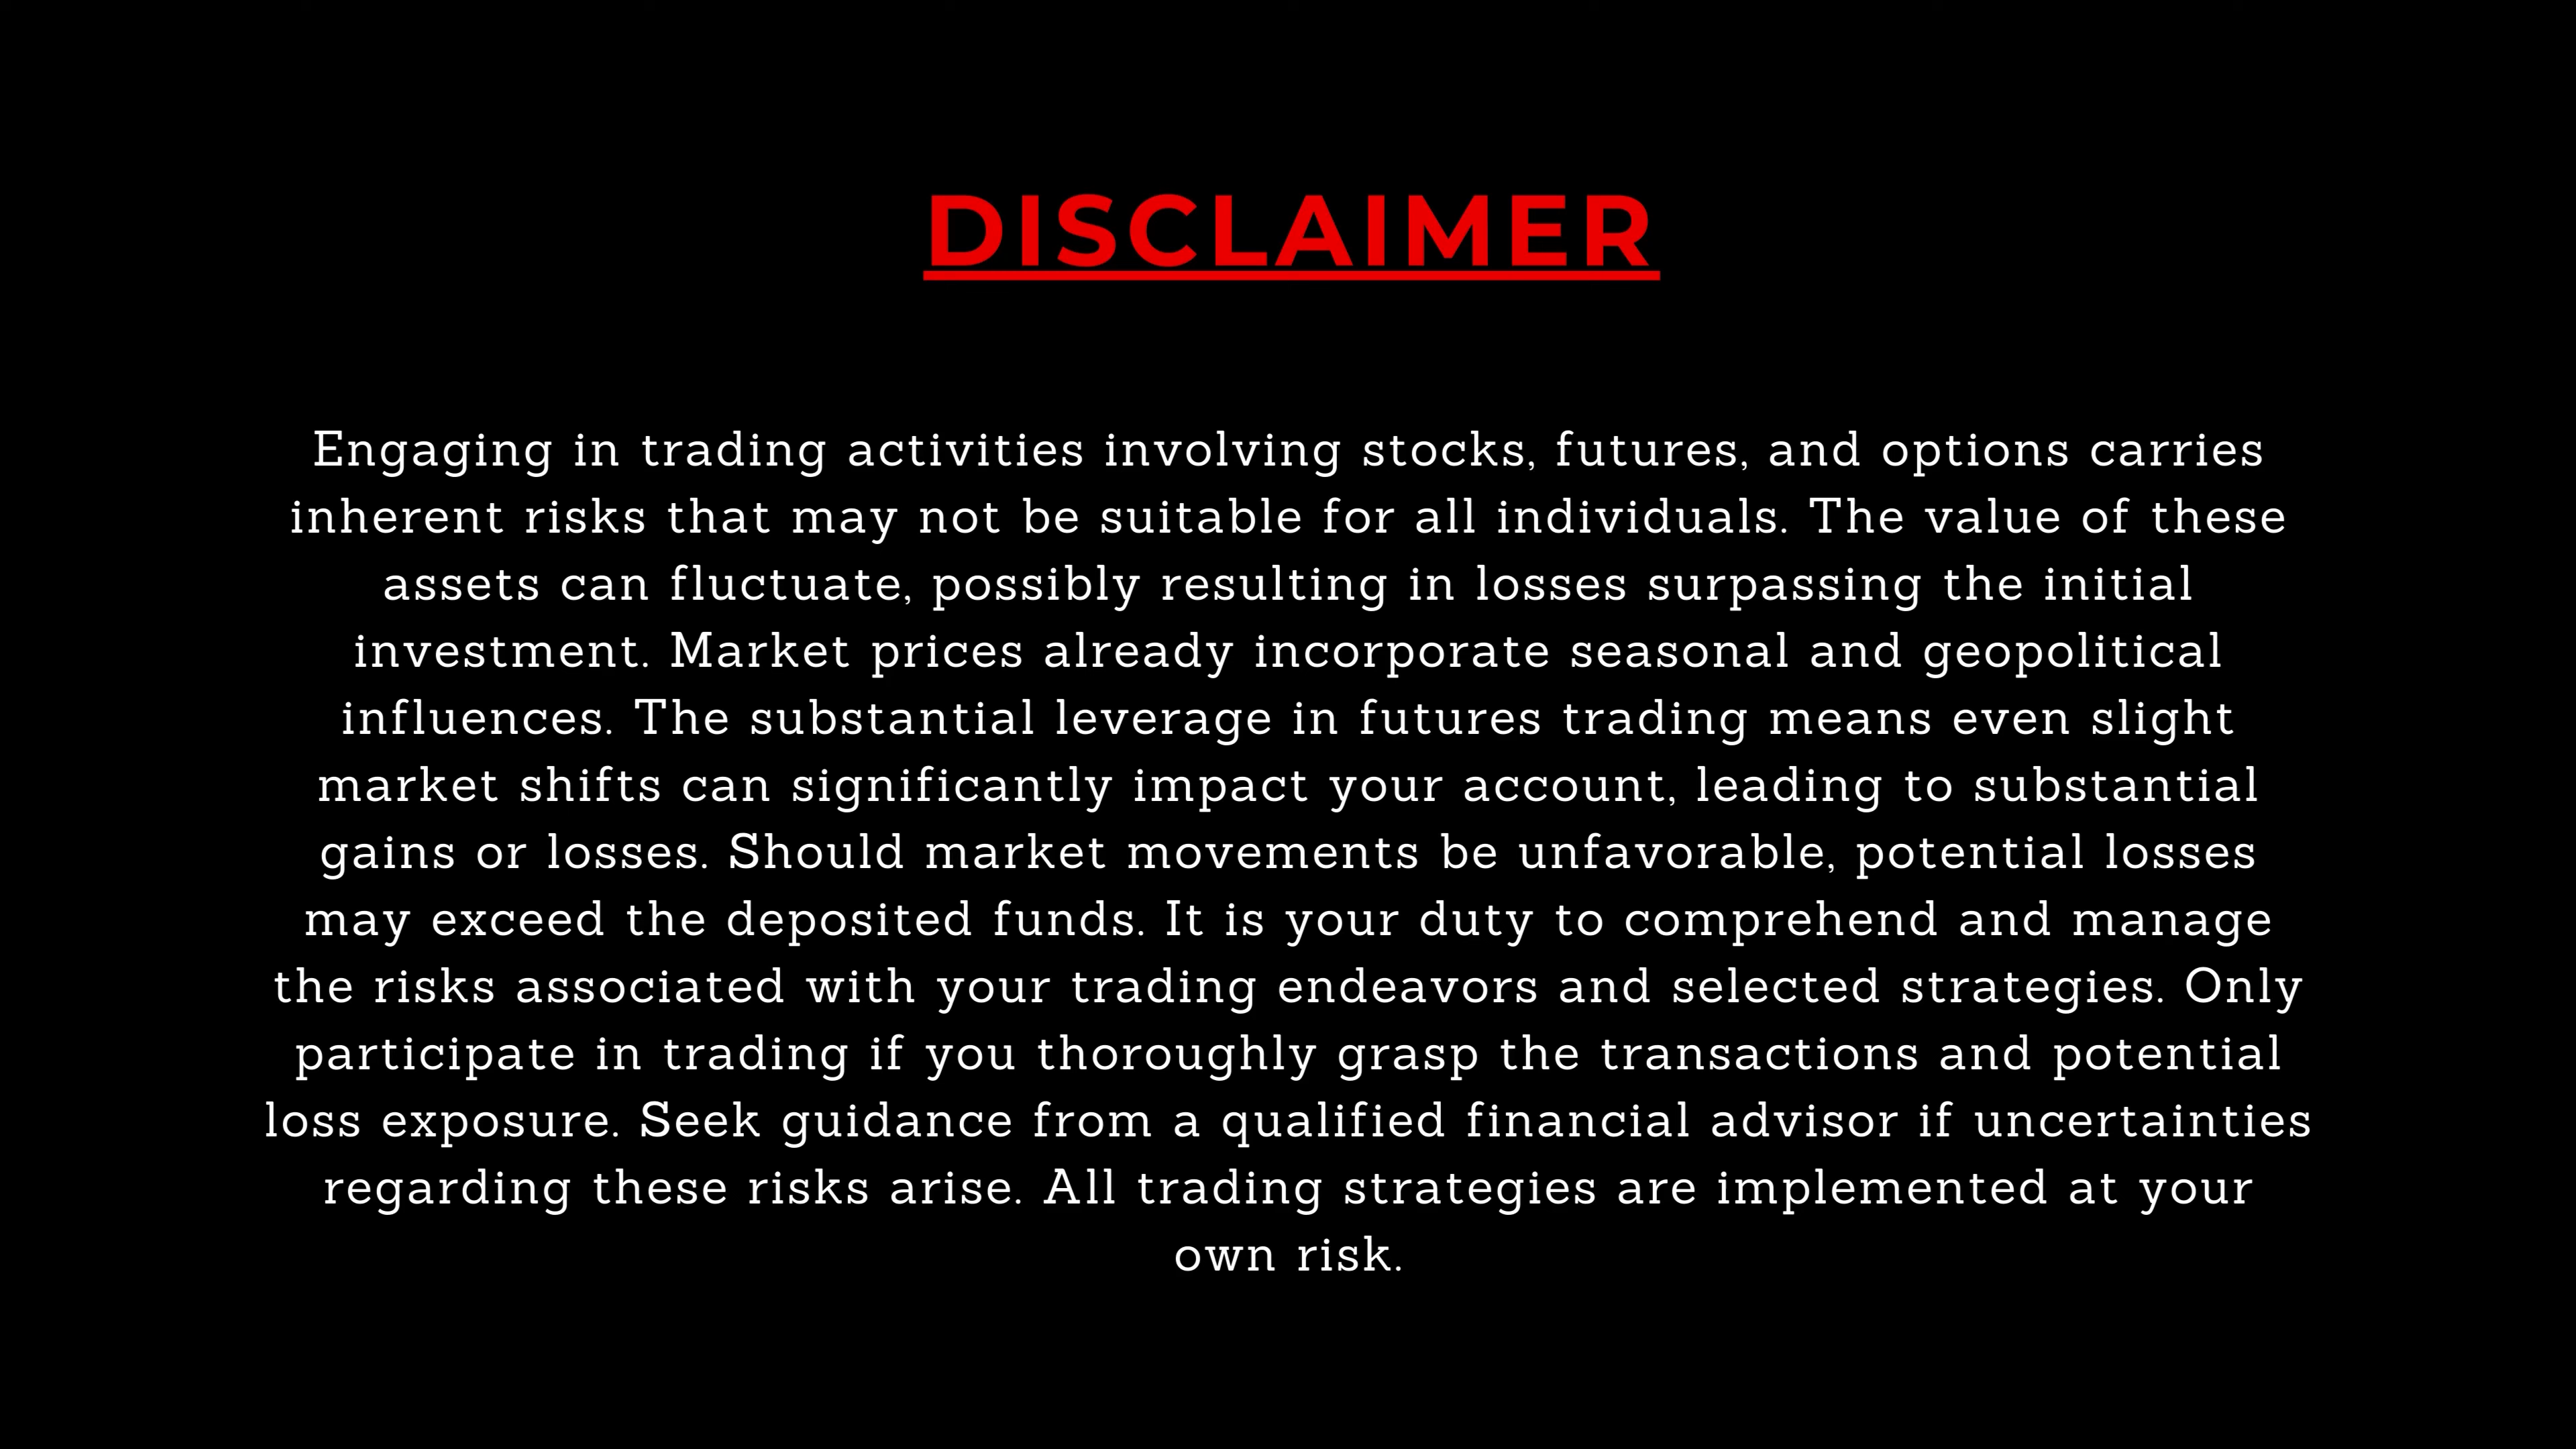 DISCLAIMER
Engaging in trading activities involving stocks, futures, and options carries
inherent risks that may not be suitable for all individuals. The value of these
assets can fluctuate, possibly resulting in losses surpassing the initial
investment. Market prices already incorporate seasonal and geopolitical
influences. The substantial leverage in futures trading means even slight
market shifts can significantly impact your account, leading to substantial
gains or losses. Should market movements be unfavorable, potential losses
may exceed the deposited funds. It is your duty to comprehend and manage
the risks associated with your trading endeavors and selected strategies. Only
participate in trading if you thoroughly grasp the transactions and potential
loss exposure. Seek guidance from a qualified financial advisor if uncertainties
regarding these risks arise. All trading strategies are implemented at your
own risk.